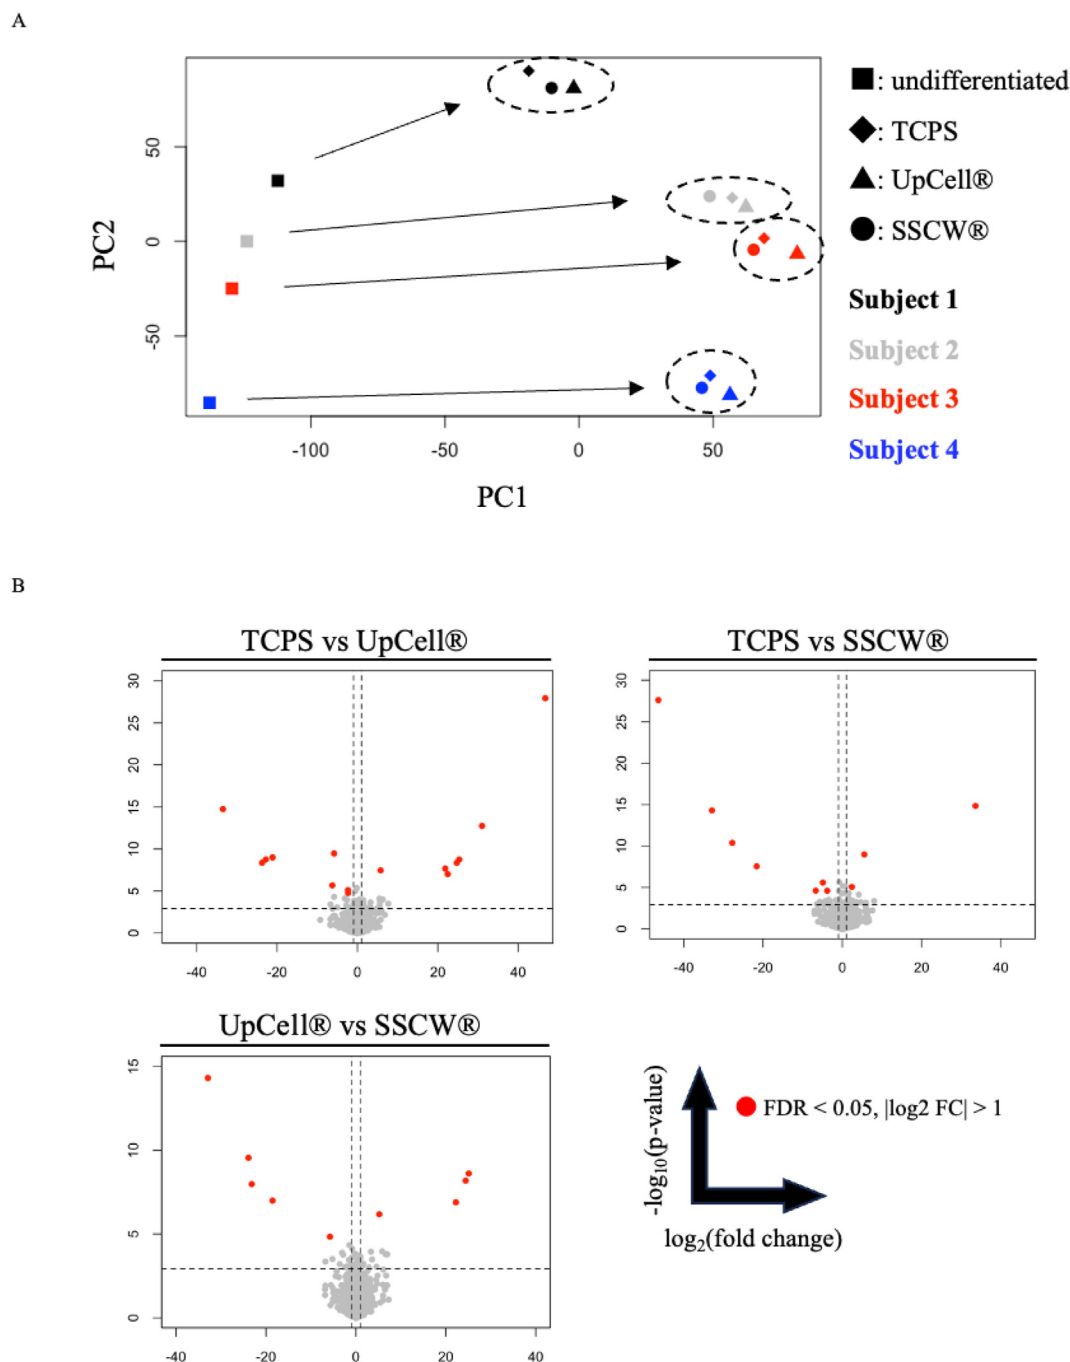 A
PC2
50
0
-50
-100
-50
0
50
PC1
: undifferentiated
: TCPS
: UpCell®
: SSCW®
Subject 1
Subject 2
Subject 3
Subject 4
B
TCPS vs UpCell®
30
25
20
15
10
5
0
-40
-20
0
20
40
TCPS vs SSCW®
30
25
20
15
10
5
0
-40
-20
0
20
40
UpCell® vs SSCW®
15
10
5
0
-40
-20
0
20
40
-log₁₀(p-value)
FDR < 0.05, |log2 FC| > 1
log₂(fold change)